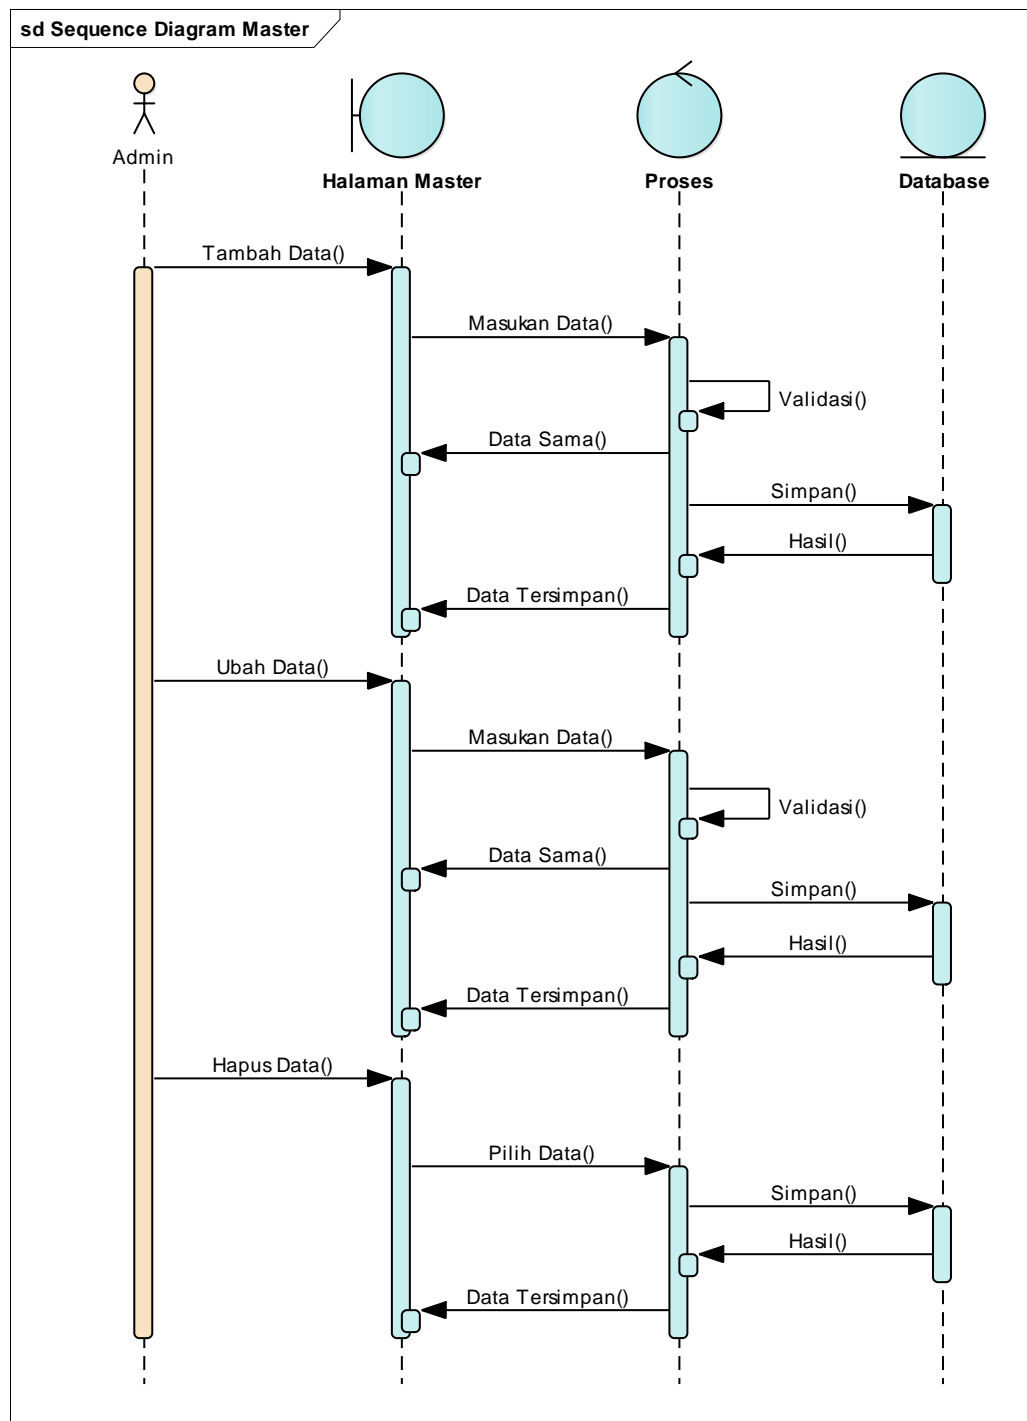 sd Sequence Diagram Master
Admin
Halaman Master
Proses
Database
Tambah Data()
Masukan Data()
Validasi()
Data Sama()
Simpan()
Hasil()
Data Tersimpan()
Ubah Data()
Masukan Data()
Validasi()
Data Sama()
Simpan()
Hasil()
Data Tersimpan()
Hapus Data()
Pilih Data()
Simpan()
Hasil()
Data Tersimpan()